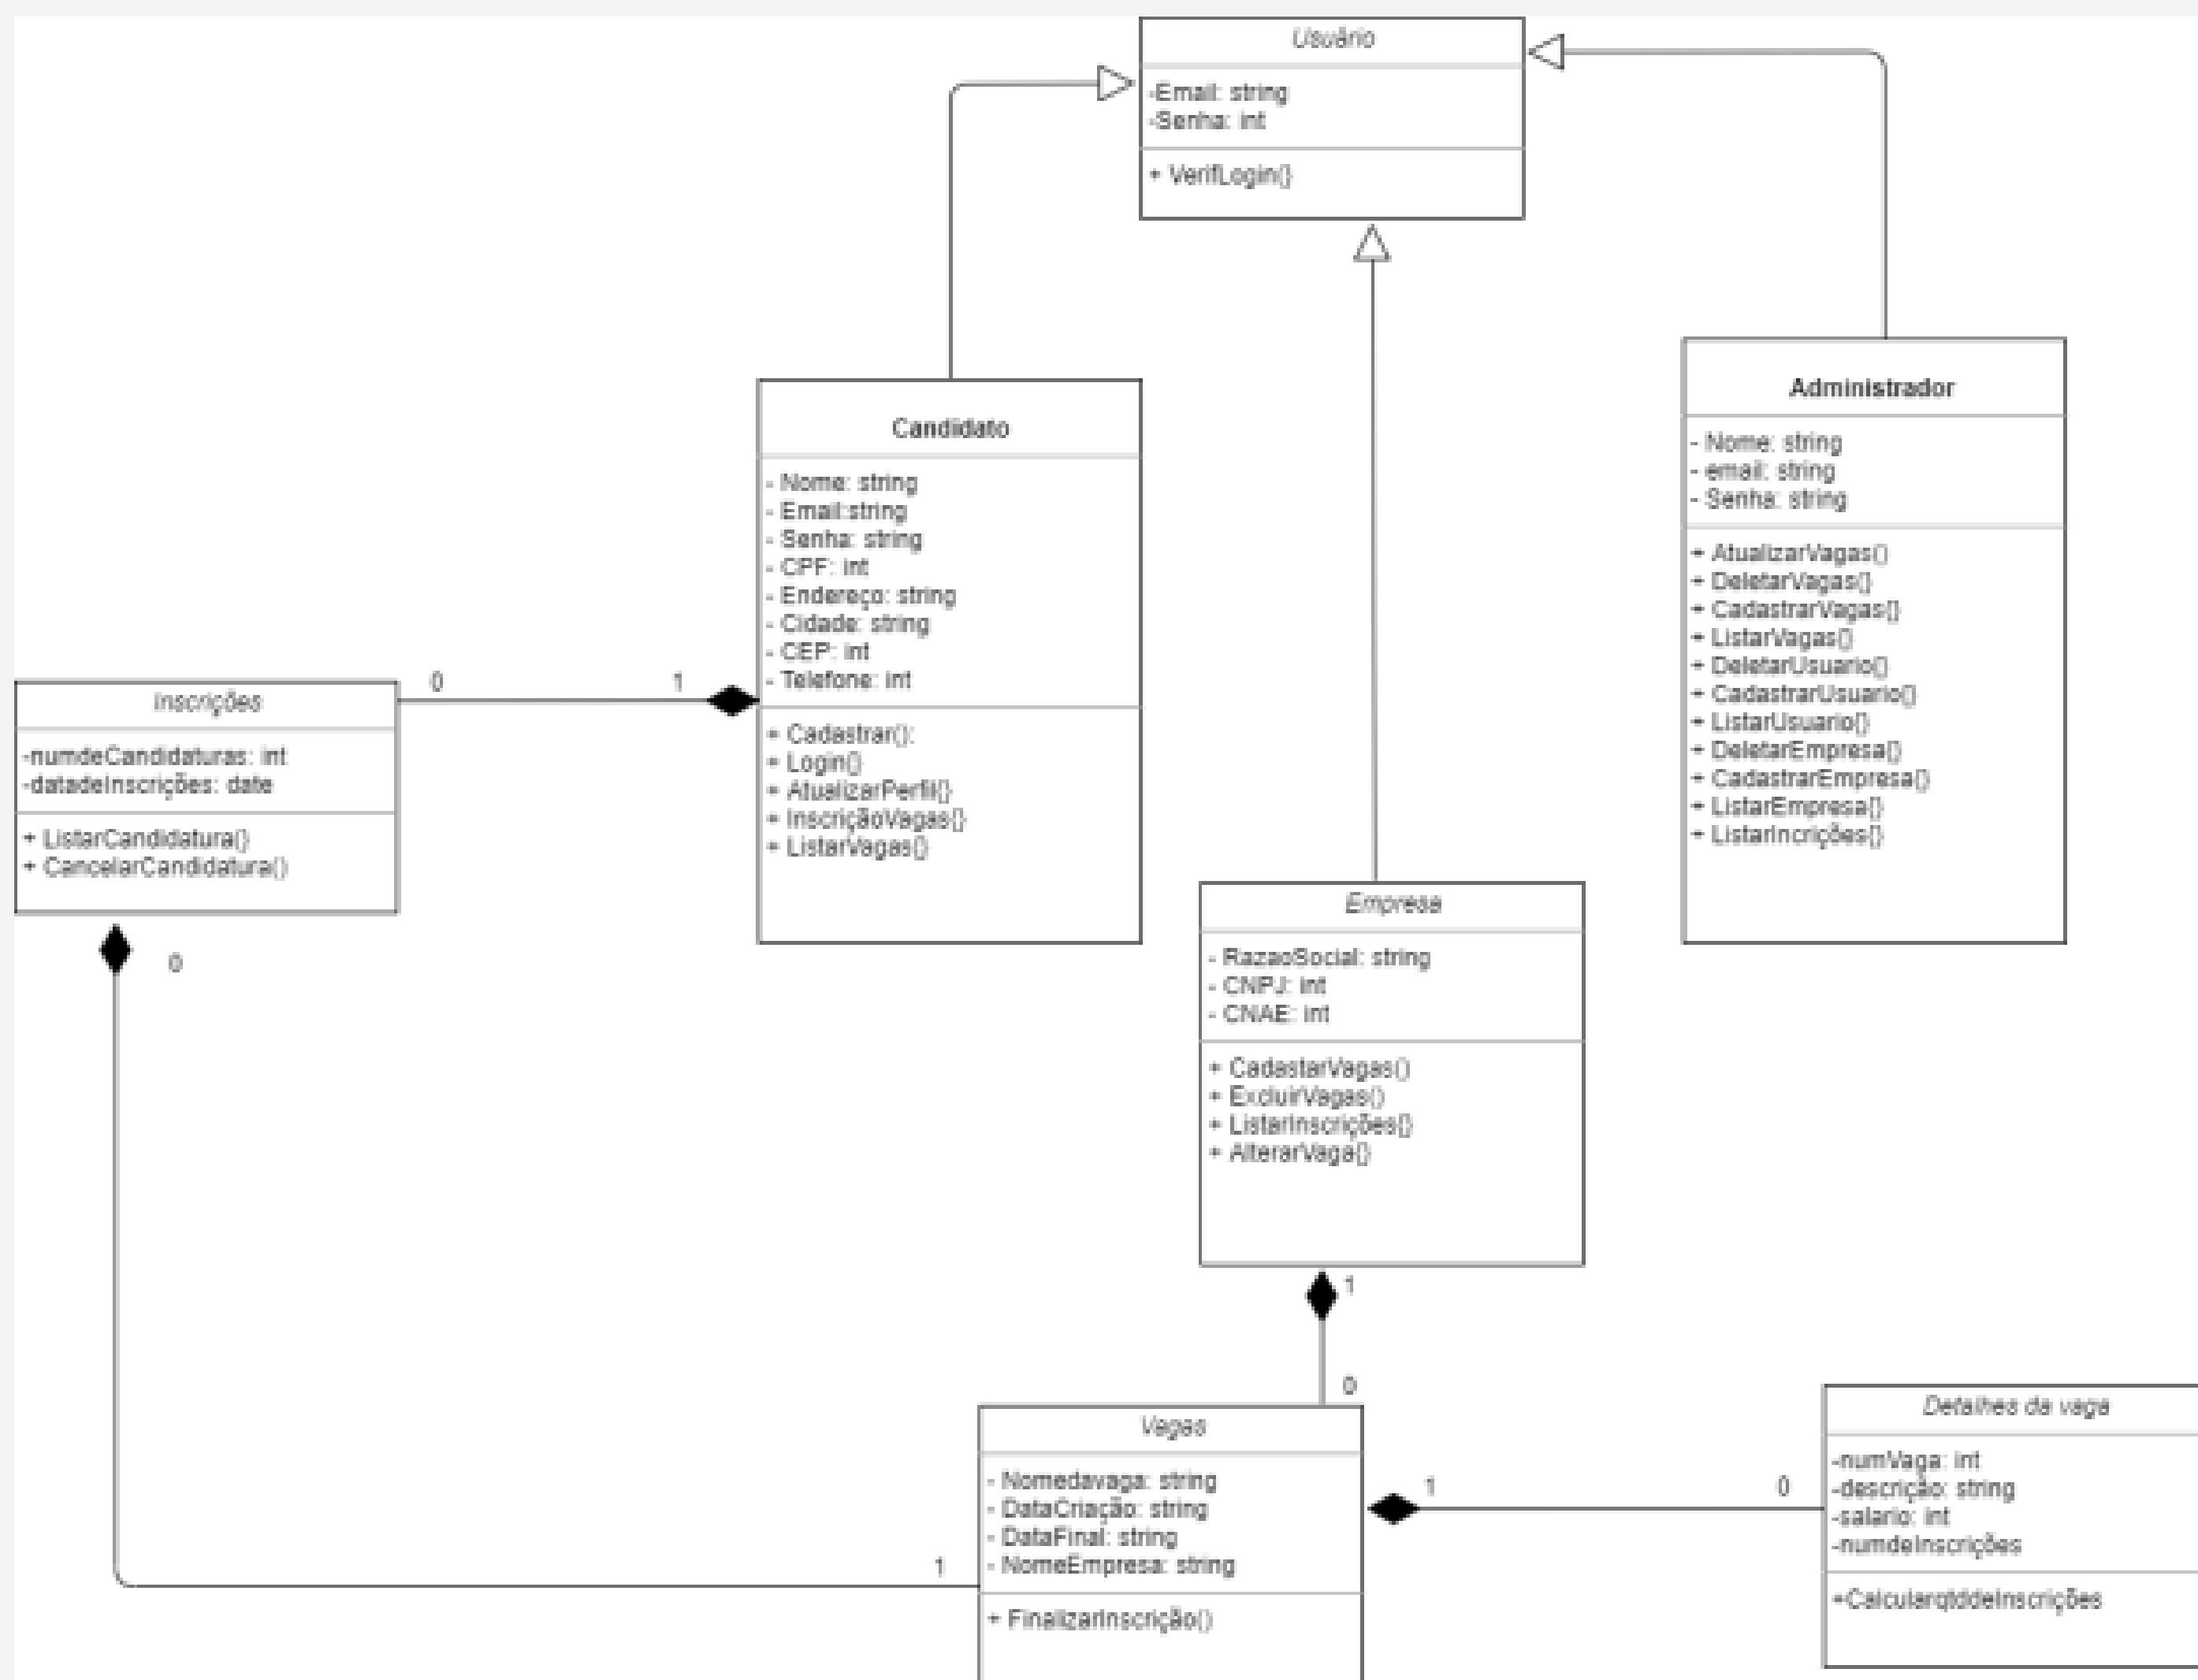 Usuário
-Email: string
-Senha: int
+ VerifLogin()
Candidato
- Nome: string
- Email:string
- Senha: string
- CPF: int
- Endereço: string
- Cidade: string
- CEP: int
- Telefone: int
+ Cadastrar():
+ Login()
+ AtualizarPerfil()
+ InscriçãoVagas()
+ ListarVagas()
Administrador
- Nome: string
- email: string
- Senha: string
+ AtualizarVagas()
+ DeletarVagas()
+ CadastrarVagas()
+ ListarVagas()
+ DeletarUsuario()
+ CadastrarUsuario()
+ ListarUsuario()
+ DeletarEmpresa()
+ CadastrarEmpresa()
+ ListarEmpresa()
+ ListarIncrições()
0
1
Inscrições
-numdeCandidaturas: int
-datadeInscrições: date
+ ListarCandidatura()
+ CancelarCandidatura()
0
Empresa
- RazaoSocial: string
- CNPJ: int
- CNAE: int
+ CadastarVagas()
+ ExcluirVagas()
+ ListarInscrições()
+ AlterarVaga()
1
0
Vagas
- Nomedavaga: string
- DataCriação: string
- DataFinal: string
- NomeEmpresa: string
+ FinalizarInscrição()
1
1
0
Detalhes da vaga
-numVaga: int
-descrição: string
-salario: int
-numdeInscrições
+CalcularqtddeInscrições